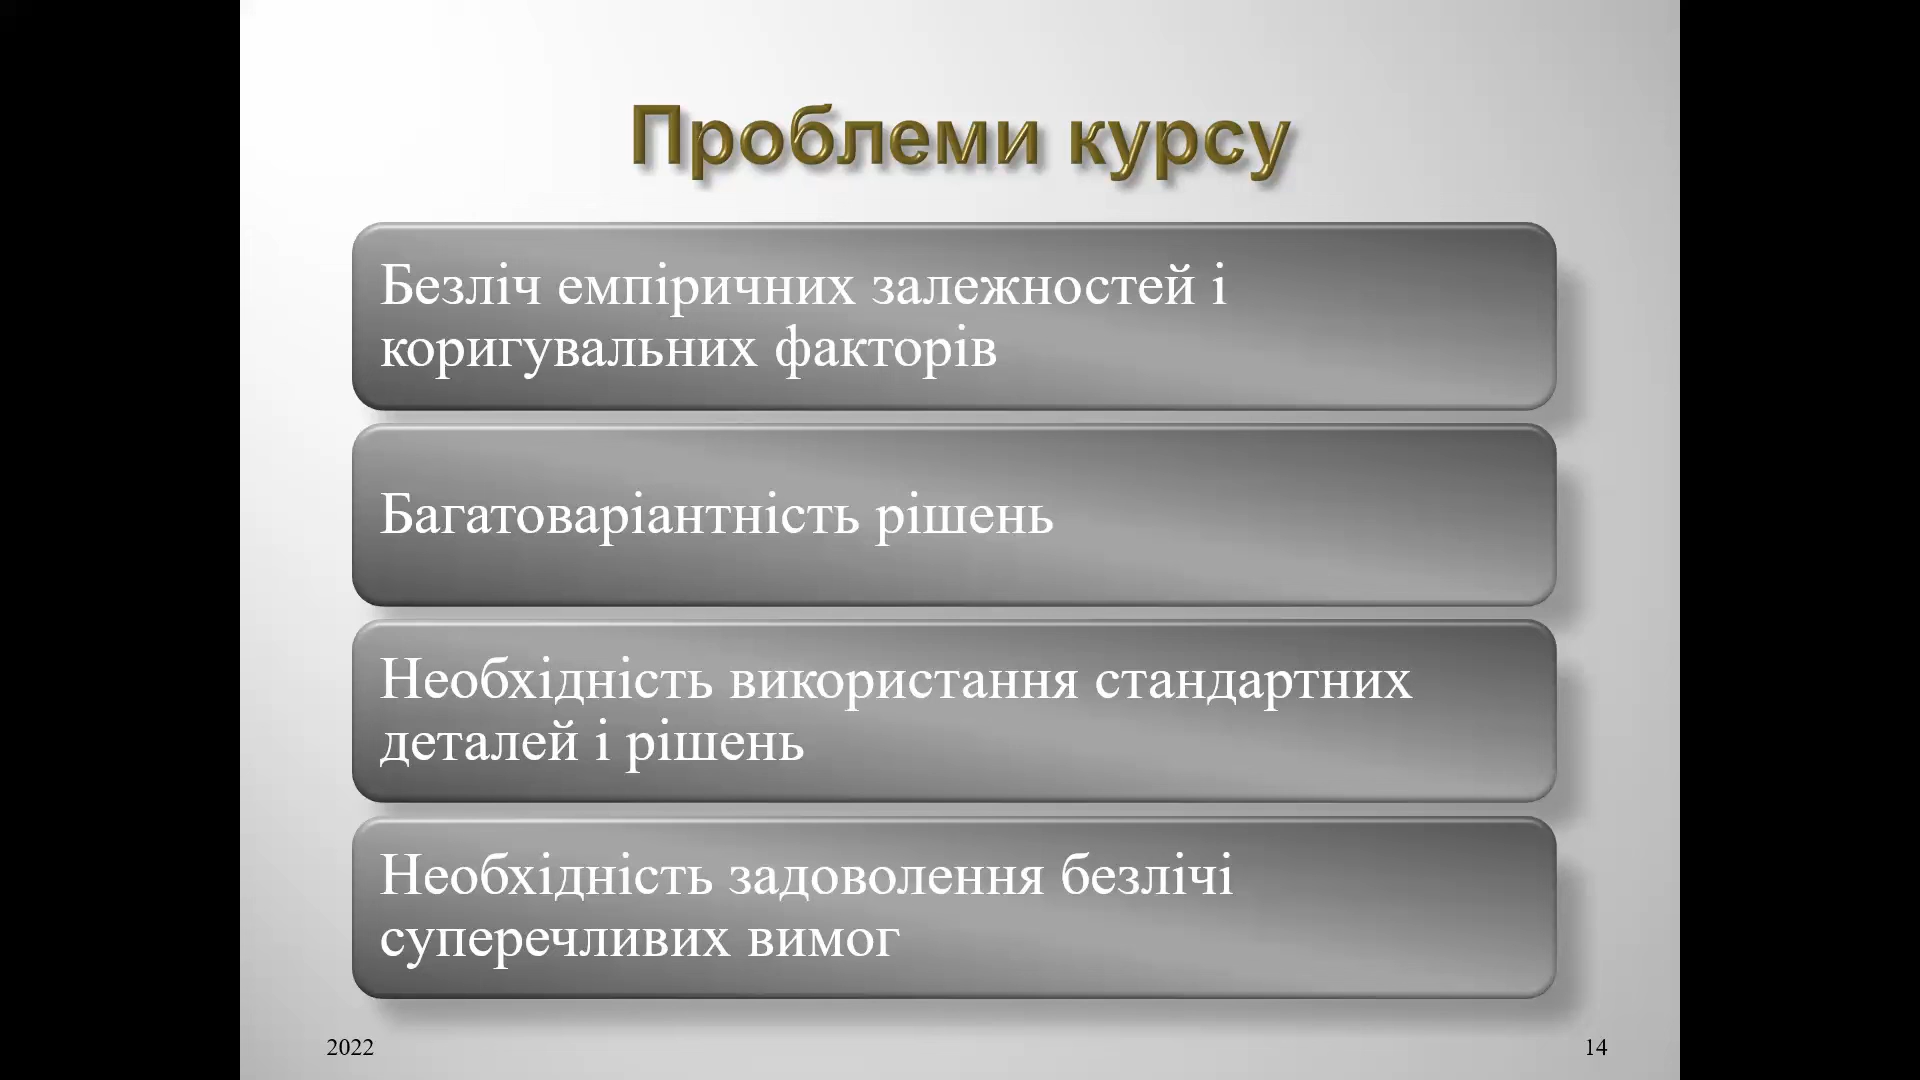 Проблеми курсу
Безліч емпіричних залежностей і
коригувальних факторів
Багатоваріантність рішень
Необхідність використання стандартних
деталей і рішень
Необхідність задоволення безлічі
суперечливих вимог
2022
14